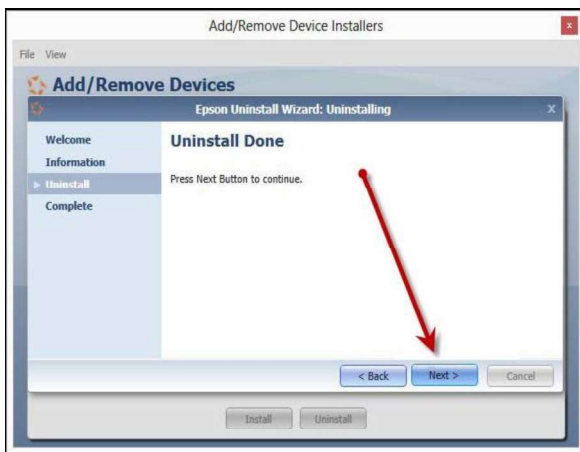 Add/Remove Device Installers
x
File View
Add/Remove Devices
Epson Uninstall Wizard: Uninstalling
x
Welcome
Information
Uninstall
Complete
Uninstall Done
Press Next Button to continue.
< Back Next > Cancel
Install Uninstall